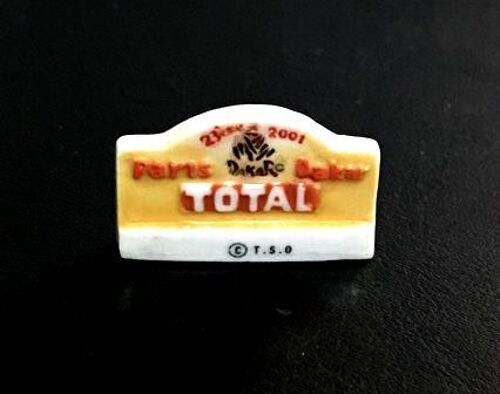 23ème 2001
Paris DAKAR© Dakar
TOTAL
© T.S.O